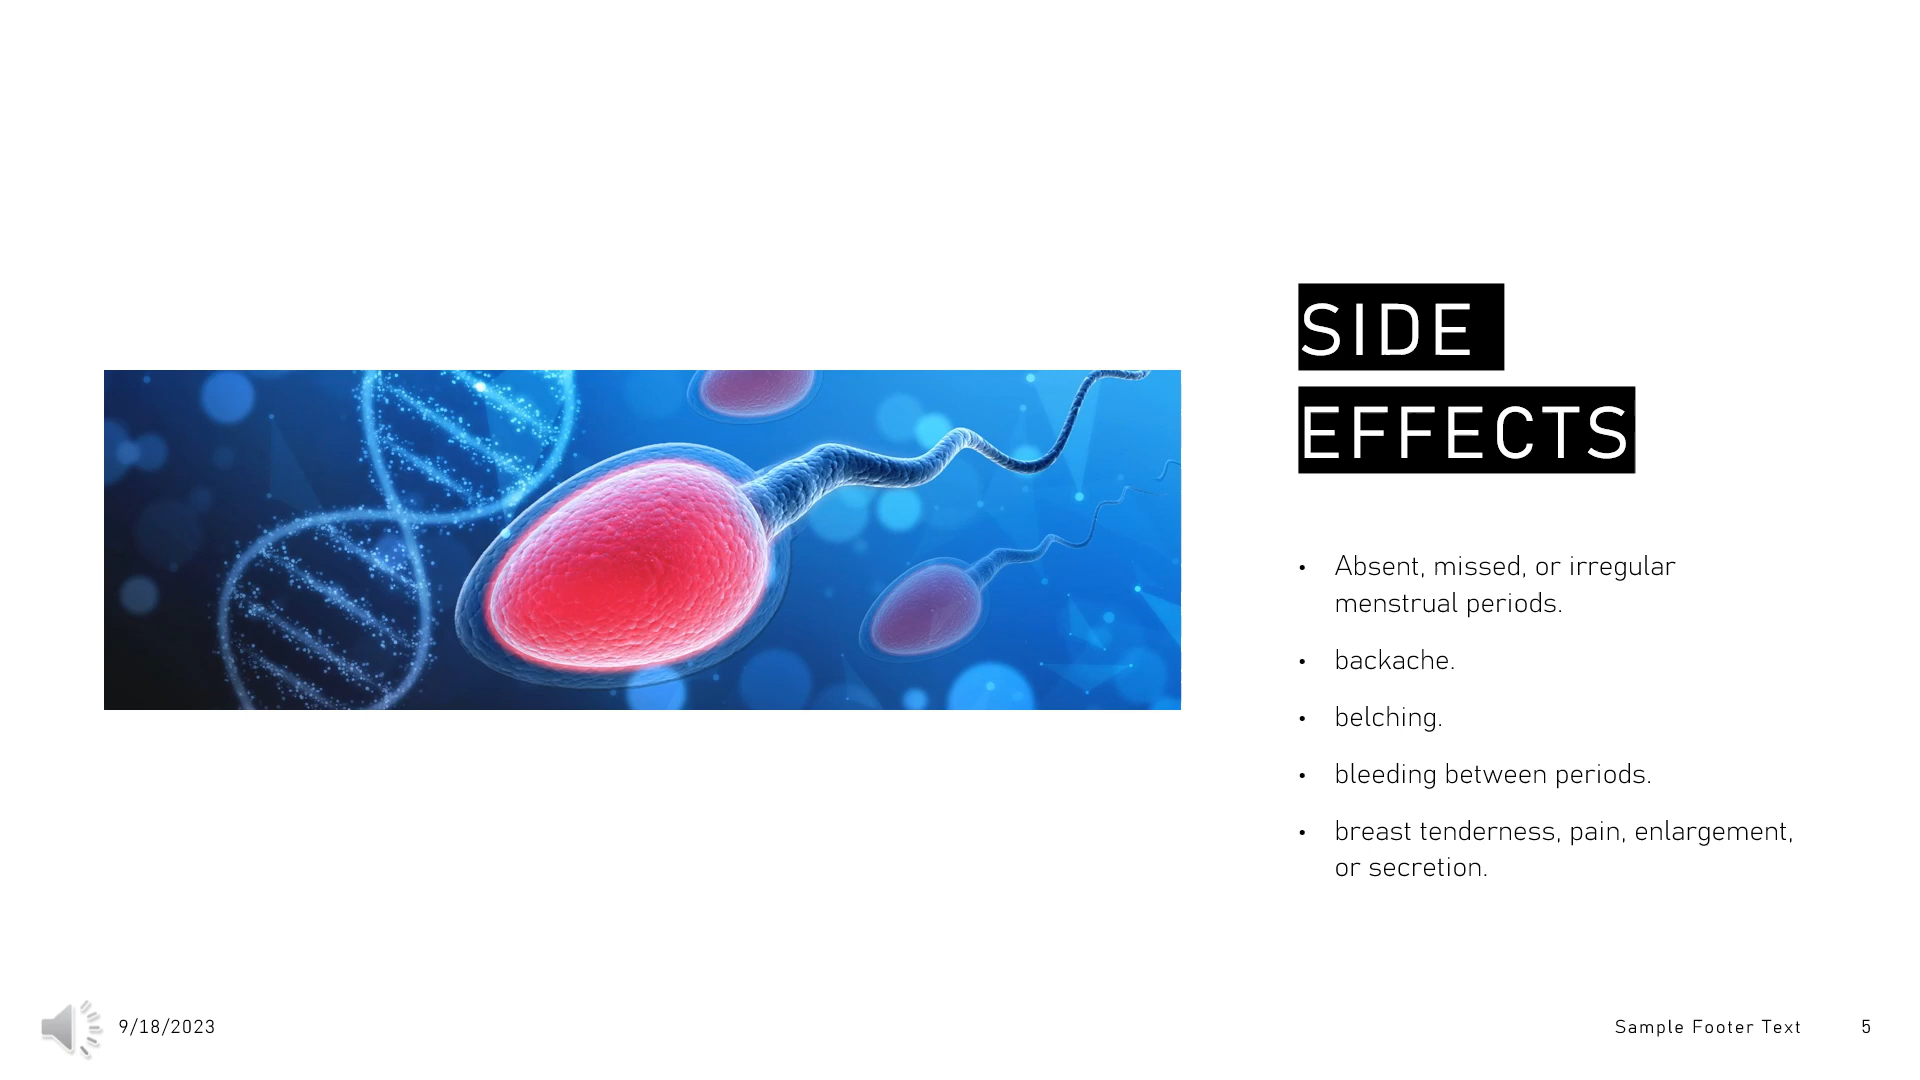 SIDE
EFFECTS
• Absent, missed, or irregular
menstrual periods.
• backache.
• belching.
• bleeding between periods.
• breast tenderness, pain, enlargement,
or secretion.
9/18/2023
Sample Footer Text
5